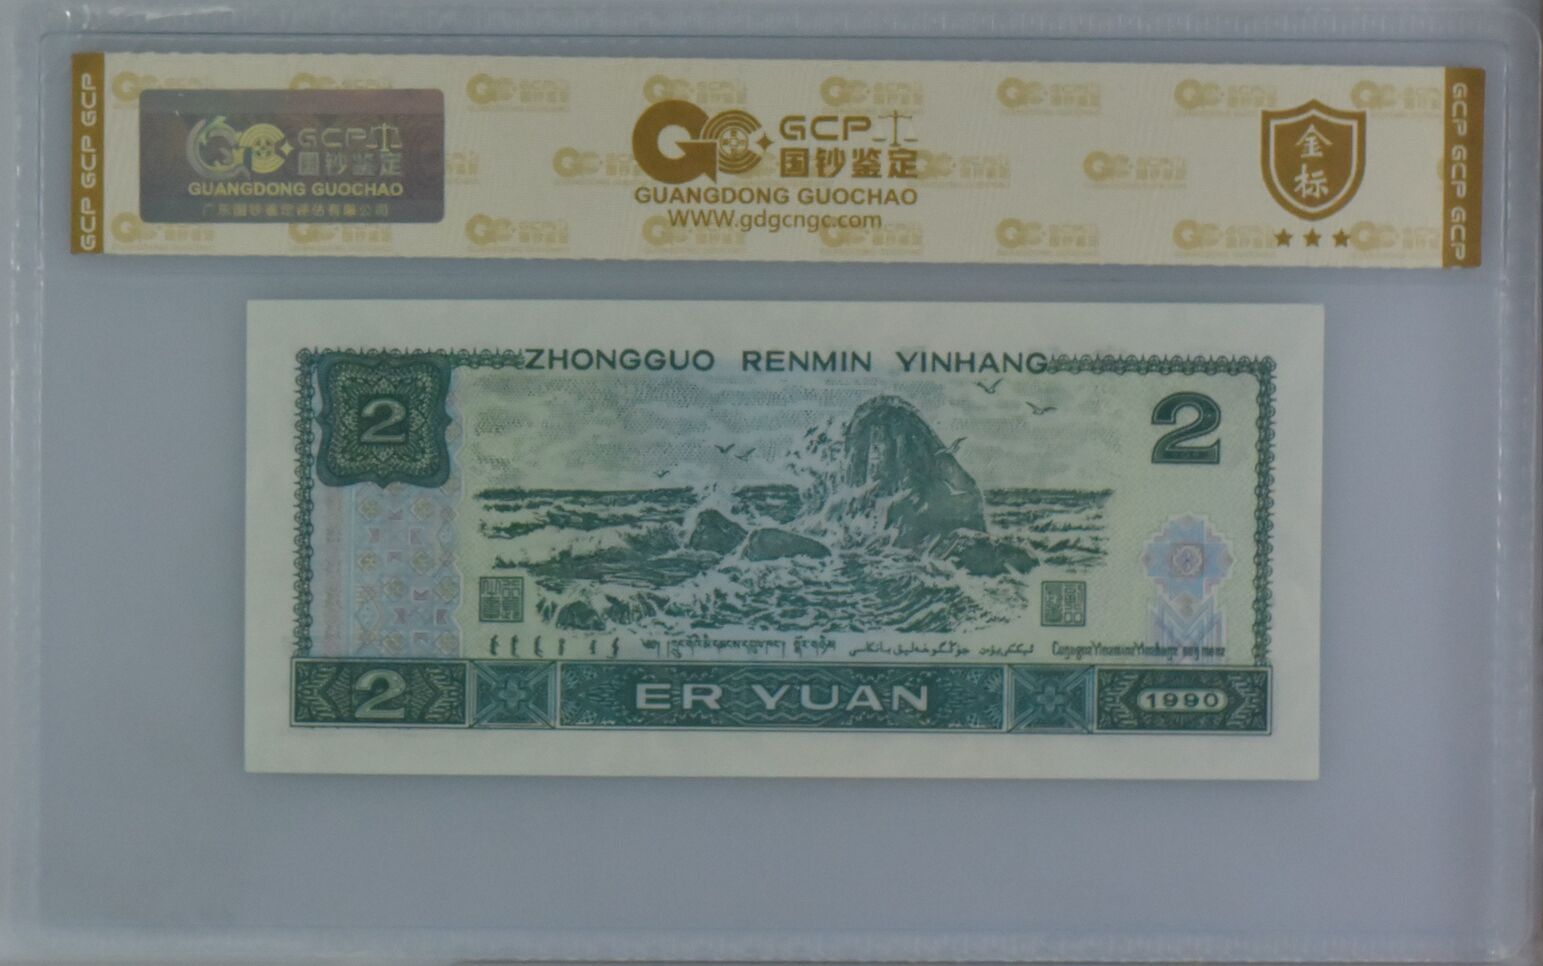 GCP GCP GCP
GCP
国钞鉴定
GUANGDONG GUOCHAO
广东国钞鉴定评估有限公司
GCP
国钞鉴定
GUANGDONG GUOCHAO
WWW.gdgcngc.com
金
标
GCP GCP GCP
ZHONGGUO RENMIN YINHANG
2
2
2
ER YUAN
1990